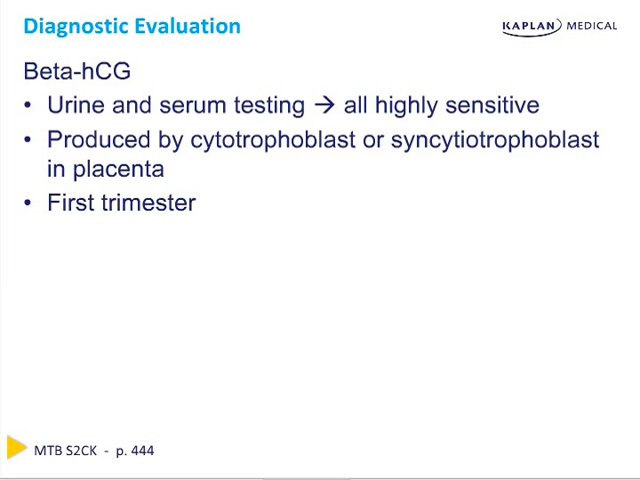 Diagnostic Evaluation
KAPLAN MEDICAL
Beta-hCG
• Urine and serum testing → all highly sensitive
• Produced by cytotrophoblast or syncytiotrophoblast
in placenta
• First trimester
MTB S2CK - p. 444